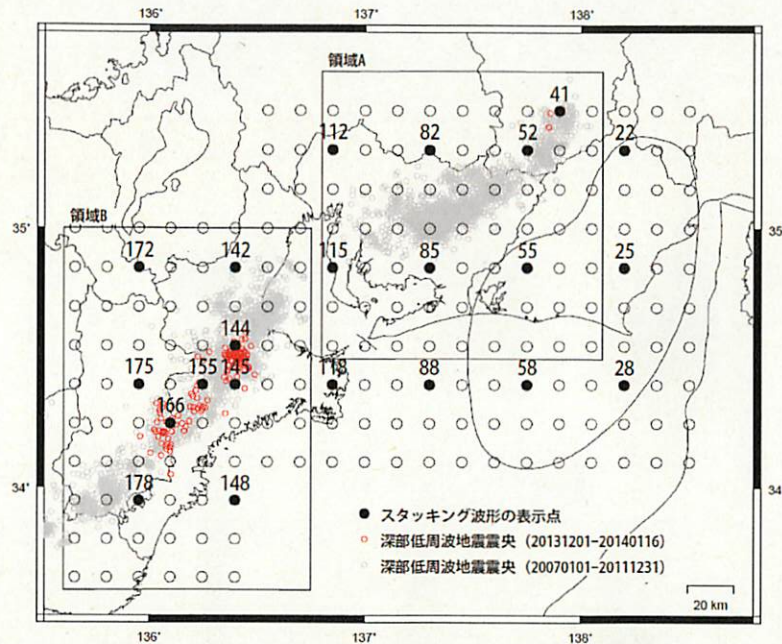 136° 137° 138°
領域A
41
112 82 52 22
35° 35°
領域B
172 142 115 85 55 25
144
175 155 145 118 88 58 28
166
34° 34°
178 148
スタッキング波形の表示点
深部低周波地震震央（20131201−20140116）
深部低周波地震震央（20070101−20111231）
20 km
136° 137° 138°